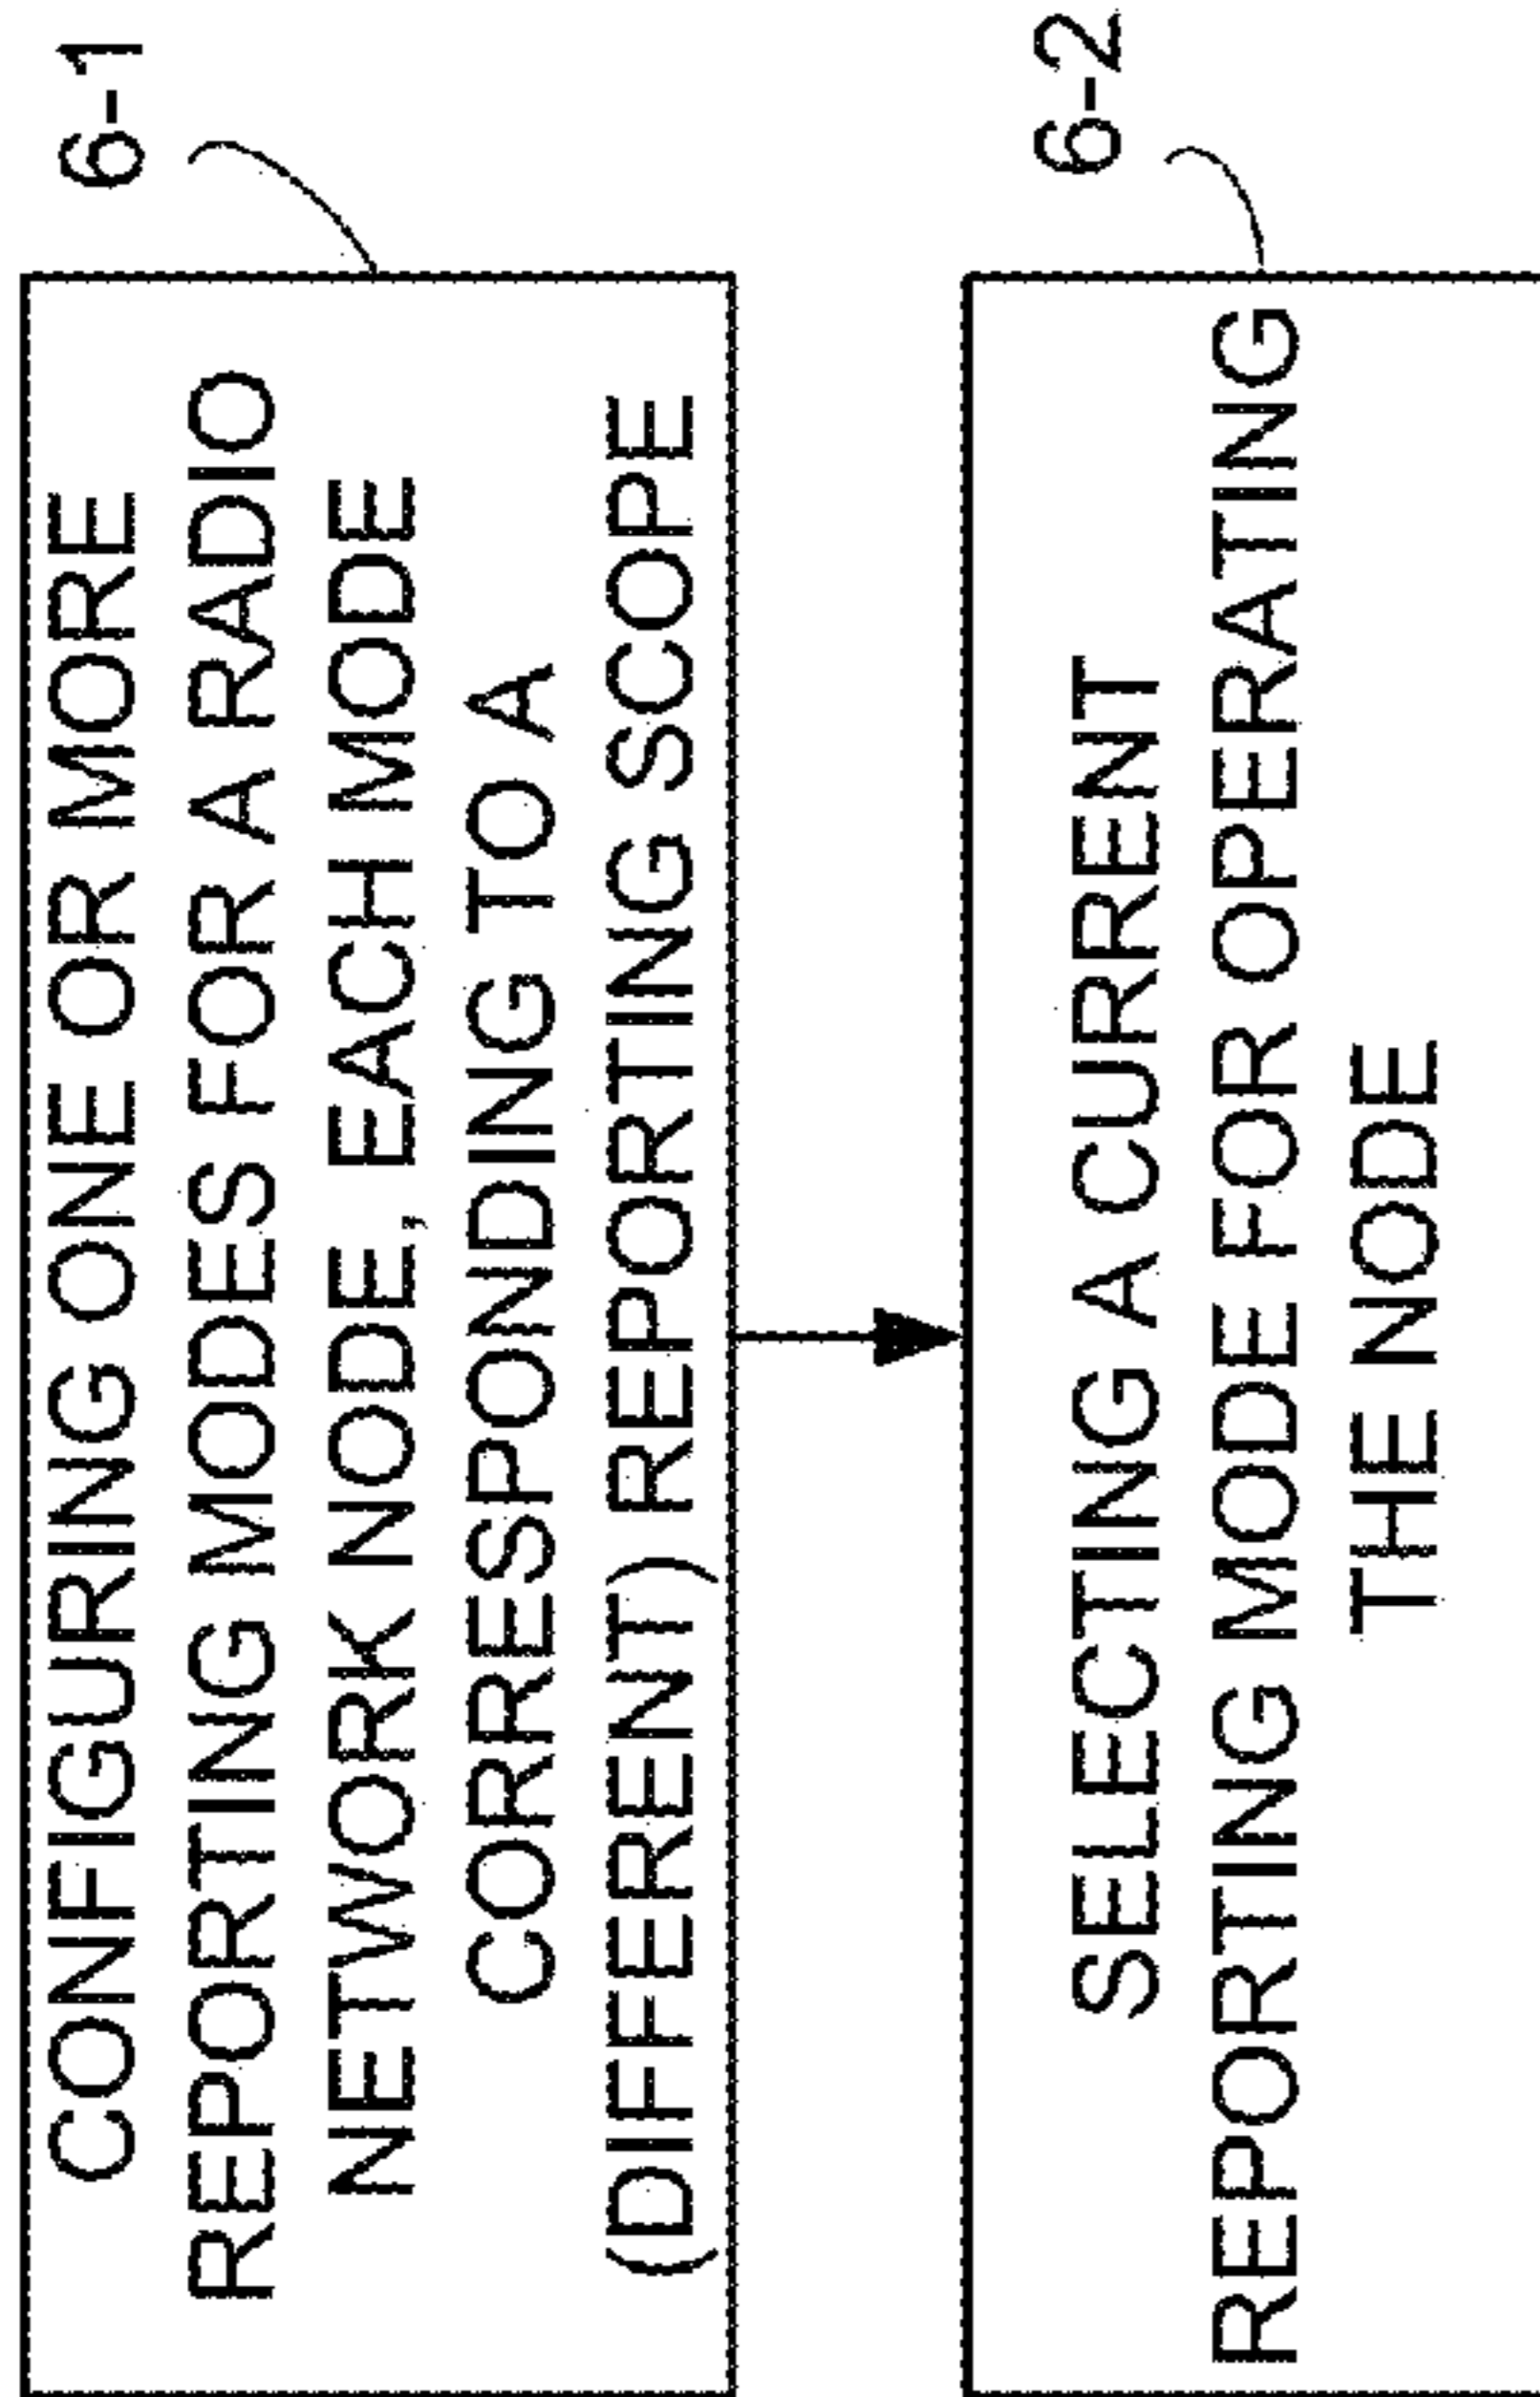 CONFIGURING ONE OR MORE
REPORTING MODES FOR A RADIO
NETWORK NODE, EACH MODE
CORRESPONDING TO A
(DIFFERENT) REPORTING SCOPE
6-1
SELECTING A CURRENT
REPORTING MODE FOR OPERATING
THE NODE
6-2